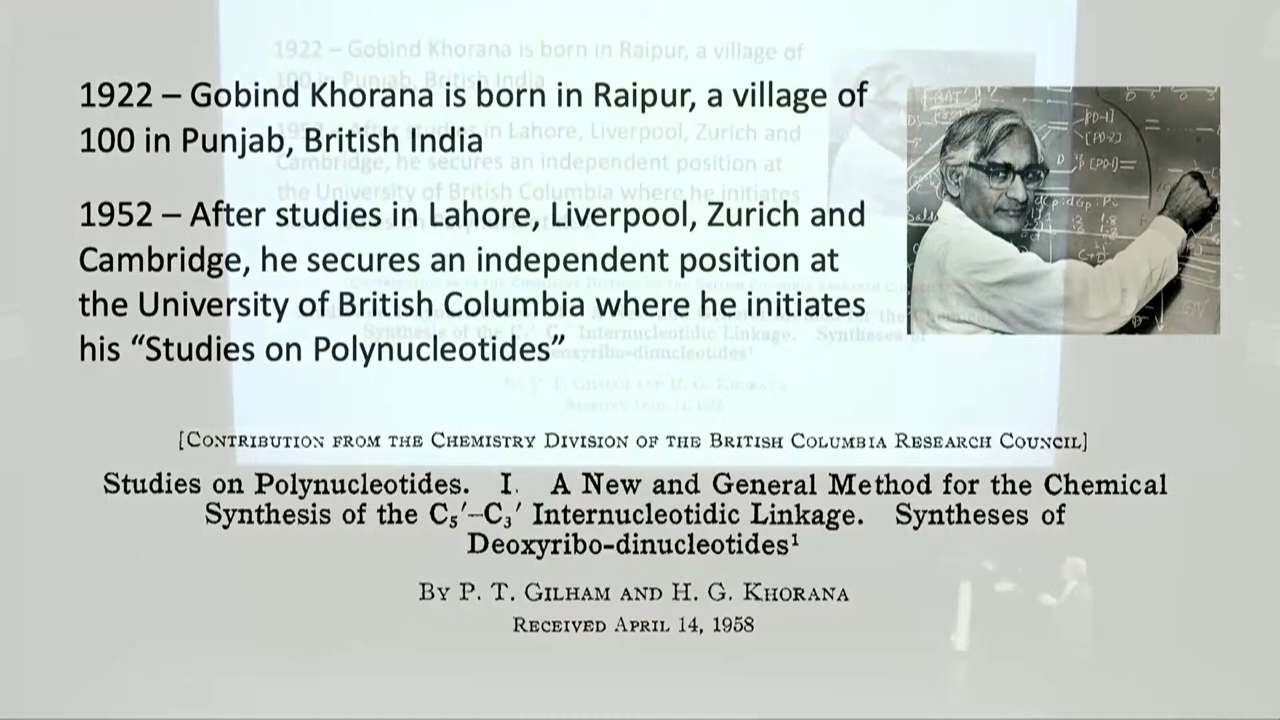 1922 – Gobind Khorana is born in Raipur, a village of
100 in Punjab, British India
1952 – After studies in Lahore, Liverpool, Zurich and
Cambridge, he secures an independent position at
the University of British Columbia where he initiates
his “Studies on Polynucleotides”
[CONTRIBUTION FROM THE CHEMISTRY DIVISION OF THE BRITISH COLUMBIA RESEARCH COUNCIL]
Studies on Polynucleotides. I. A New and General Method for the Chemical
Synthesis of the C₅′–C₃′ Internucleotidic Linkage. Syntheses of
Deoxyribo-dinucleotides¹
BY P. T. GILHAM AND H. G. KHORANA
RECEIVED APRIL 14, 1958